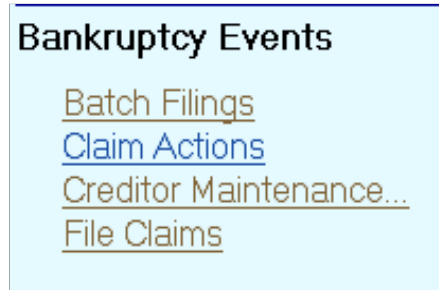 Bankruptcy Events
Batch Filings
Claim Actions
Creditor Maintenance...
File Claims